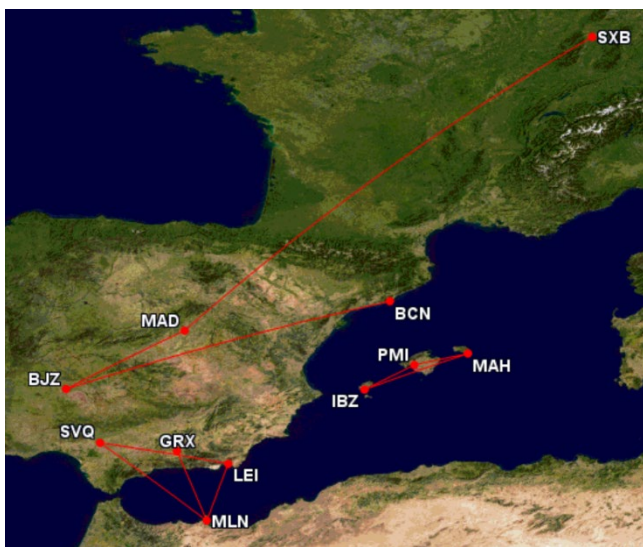 SXB
MAD
BCN
PMI
MAH
BJZ
IBZ
SVQ
GRX
LEI
MLN